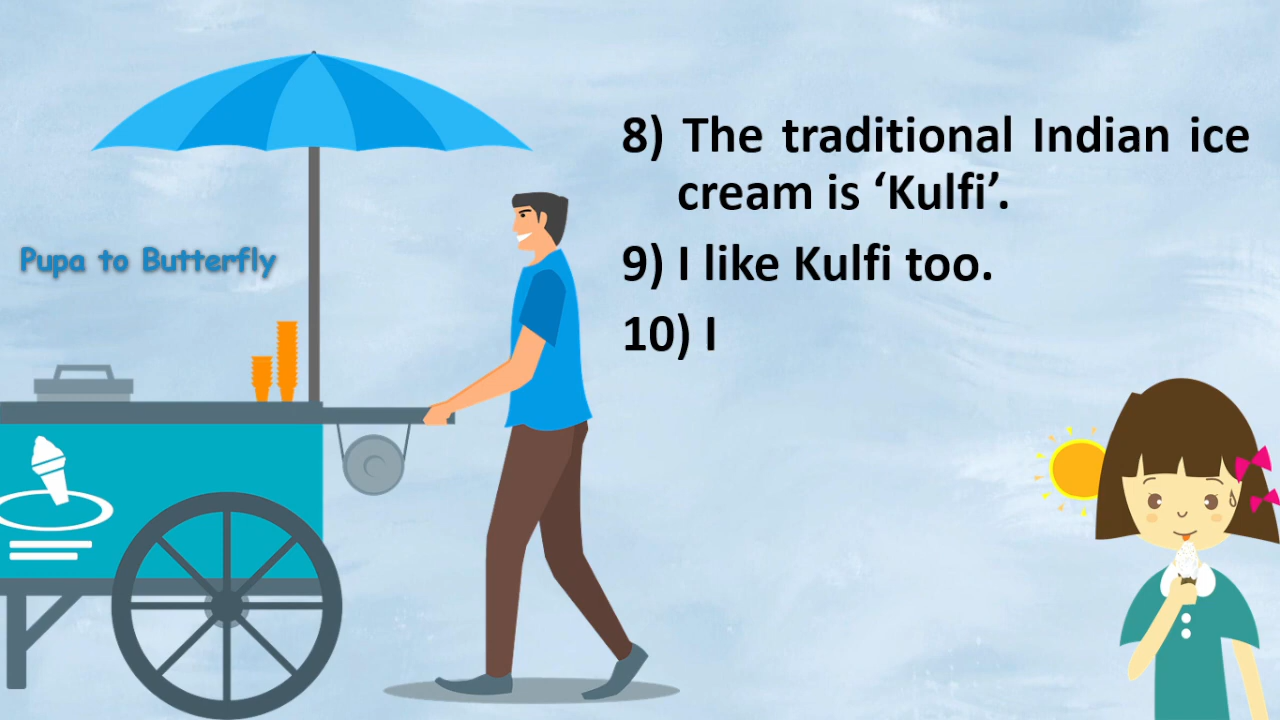 8) The traditional Indian ice
cream is ‘Kulfi’.
Pupa to Butterfly
9) I like Kulfi too.
10) I